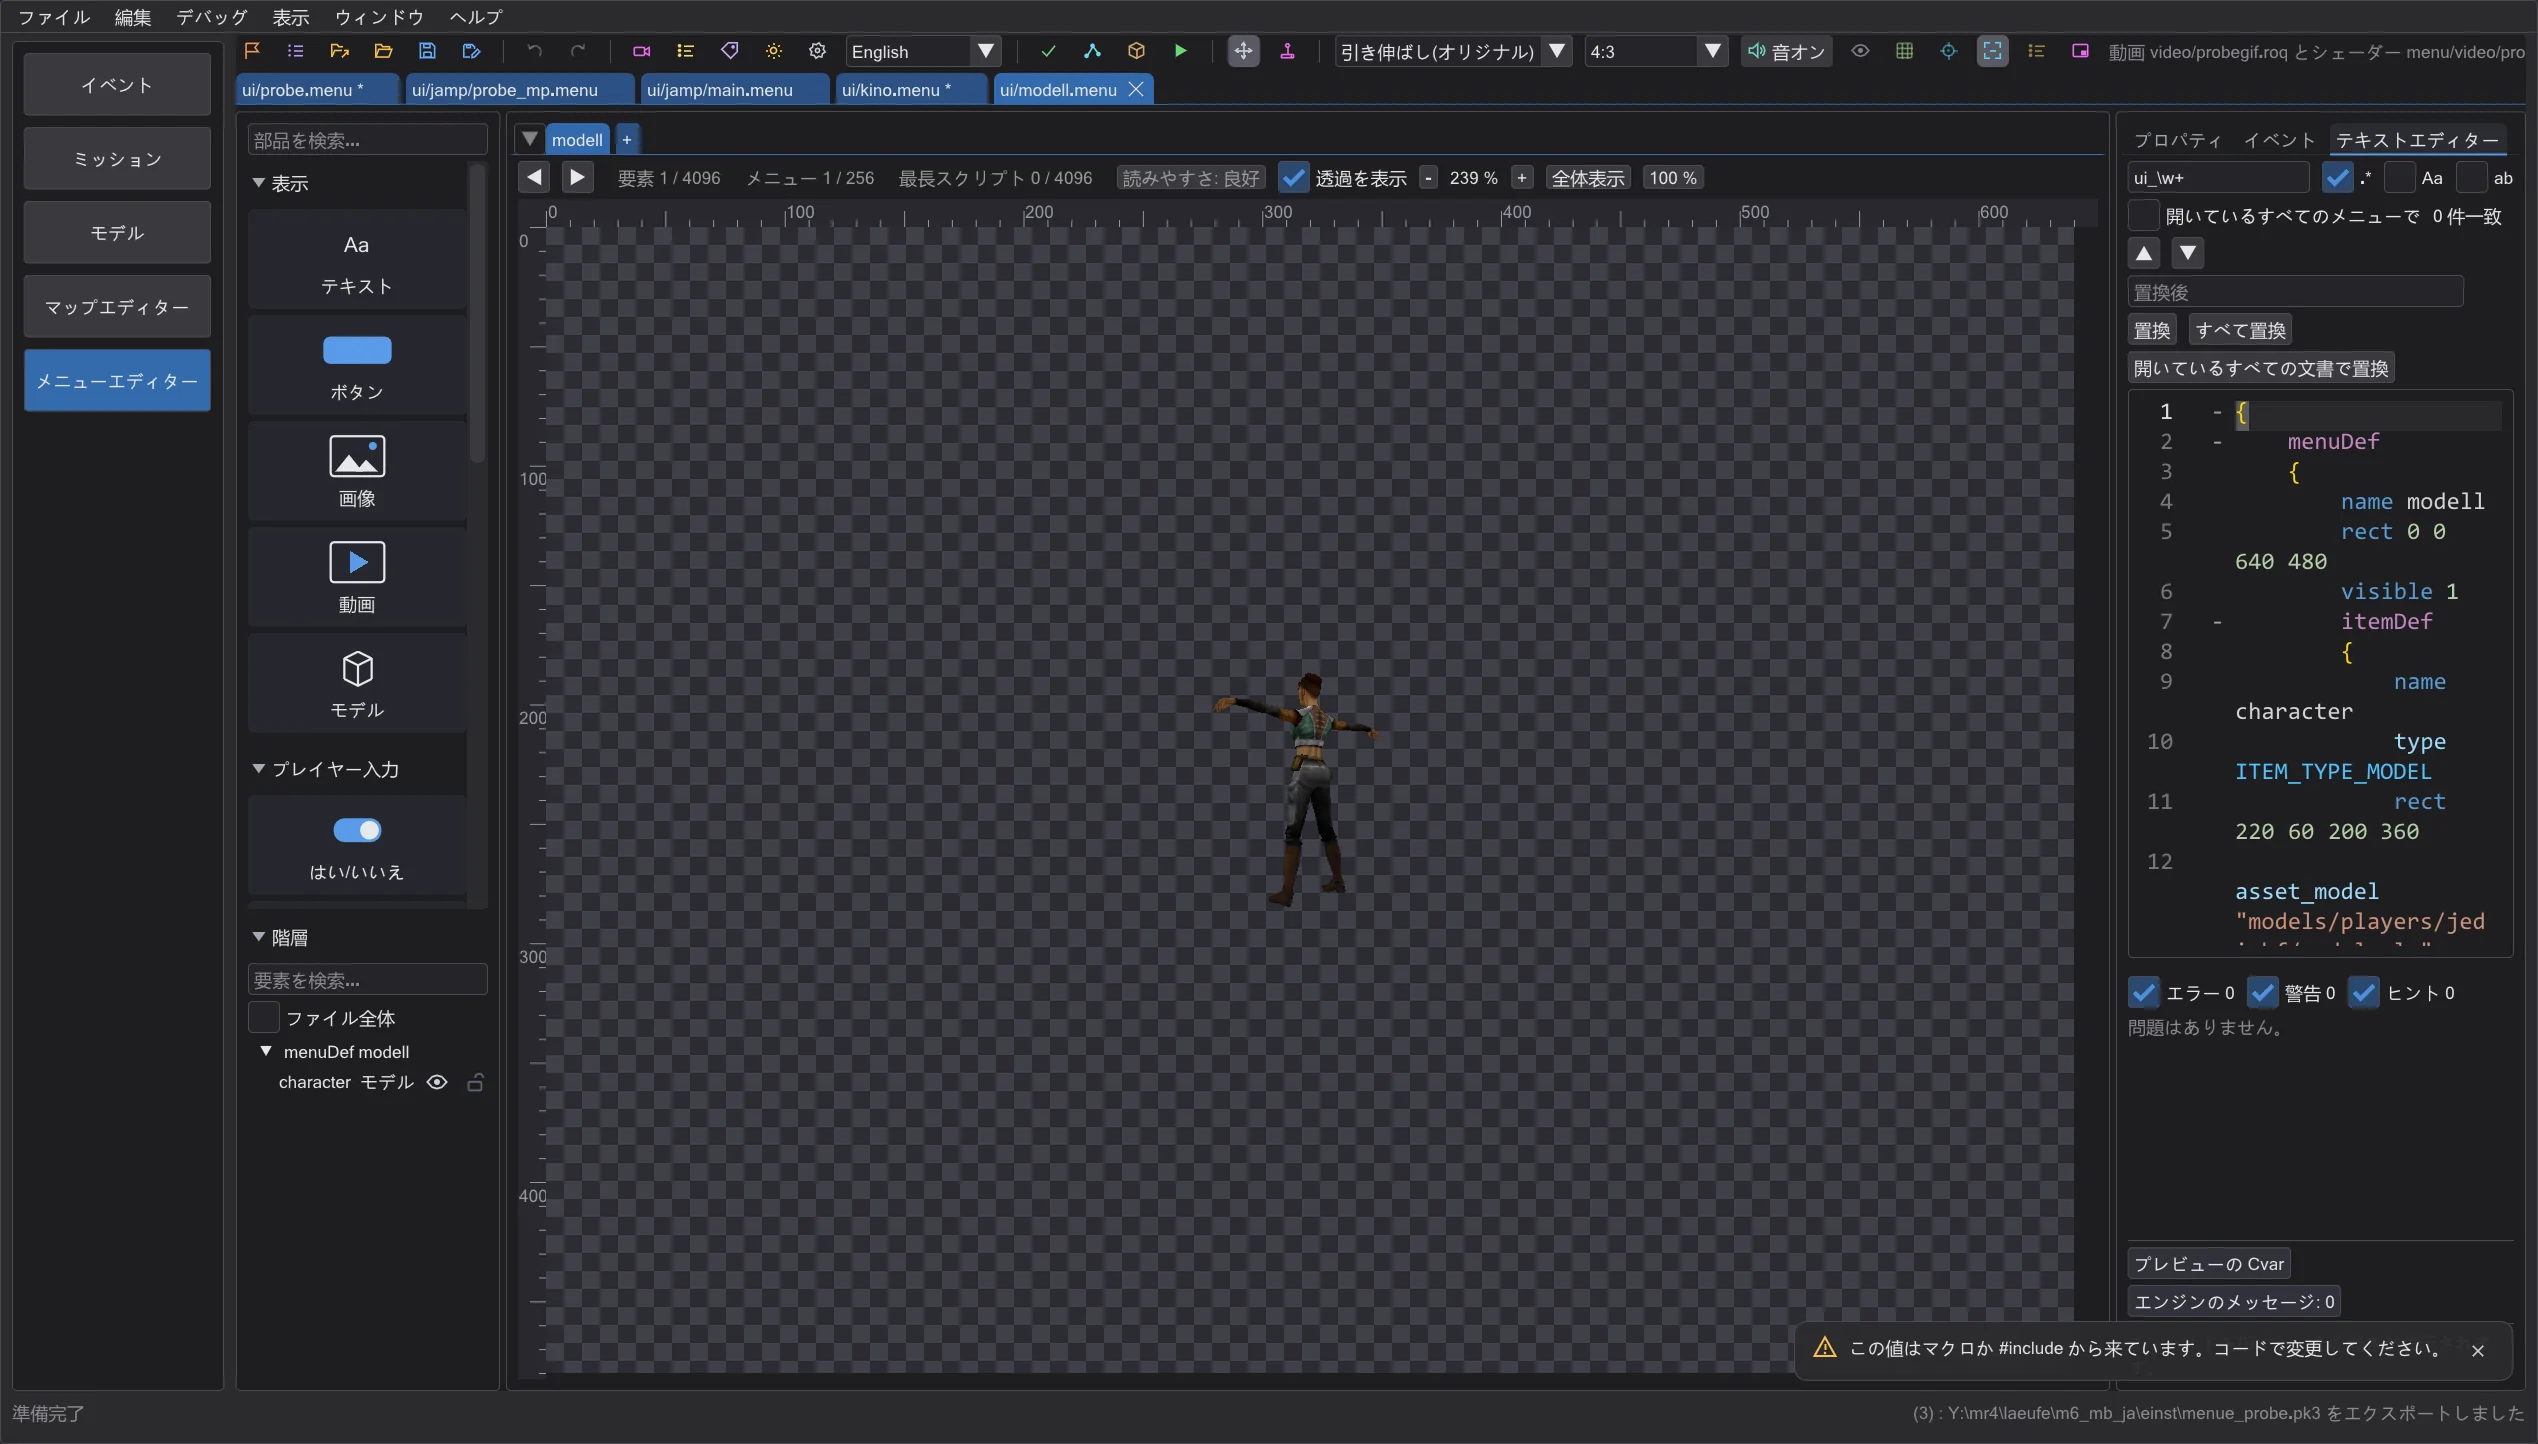 ファイル 編集 デバッグ 表示 ウィンドウ ヘルプ
English
引き伸ばし(オリジナル)
4:3
音オン
動画 video/probegif.roq とシェーダー menu/video/pro
イベント
ミッション
モデル
マップエディター
メニューエディター
ui/probe.menu *
ui/jamp/probe_mp.menu
ui/jamp/main.menu
ui/kino.menu *
ui/modell.menu
部品を検索...
表示
Aa
テキスト
ボタン
画像
動画
モデル
プレイヤー入力
はい/いいえ
階層
要素を検索...
ファイル全体
menuDef modell
character モデル
modell
+
要素 1 / 4096 メニュー 1 / 256 最長スクリプト 0 / 4096 読みやすさ: 良好 透過を表示 - 239 % + 全体表示 100 %
0 100 200 300 400 500 600
0
100
200
300
400
プロパティ イベント テキストエディター
ui_\w+ .* Aa ab
開いているすべてのメニューで 0 件一致
置換後
置換 すべて置換
開いているすべての文書で置換
1 - {
2 - menuDef
3 {
4 name modell
5 rect 0 0
640 480
6 visible 1
7 - itemDef
8 {
9 name
character
10 type
ITEM_TYPE_MODEL
11 rect
220 60 200 360
12
asset_model
"models/players/jed
エラー 0 警告 0 ヒント 0
問題はありません。
プレビューの Cvar
エンジンのメッセージ: 0
この値はマクロか #include から来ています。コードで変更してください。
準備完了
(3) : Y:\mr4\laeufe\m6_mb_ja\einst\menue_probe.pk3 をエクスポートしました